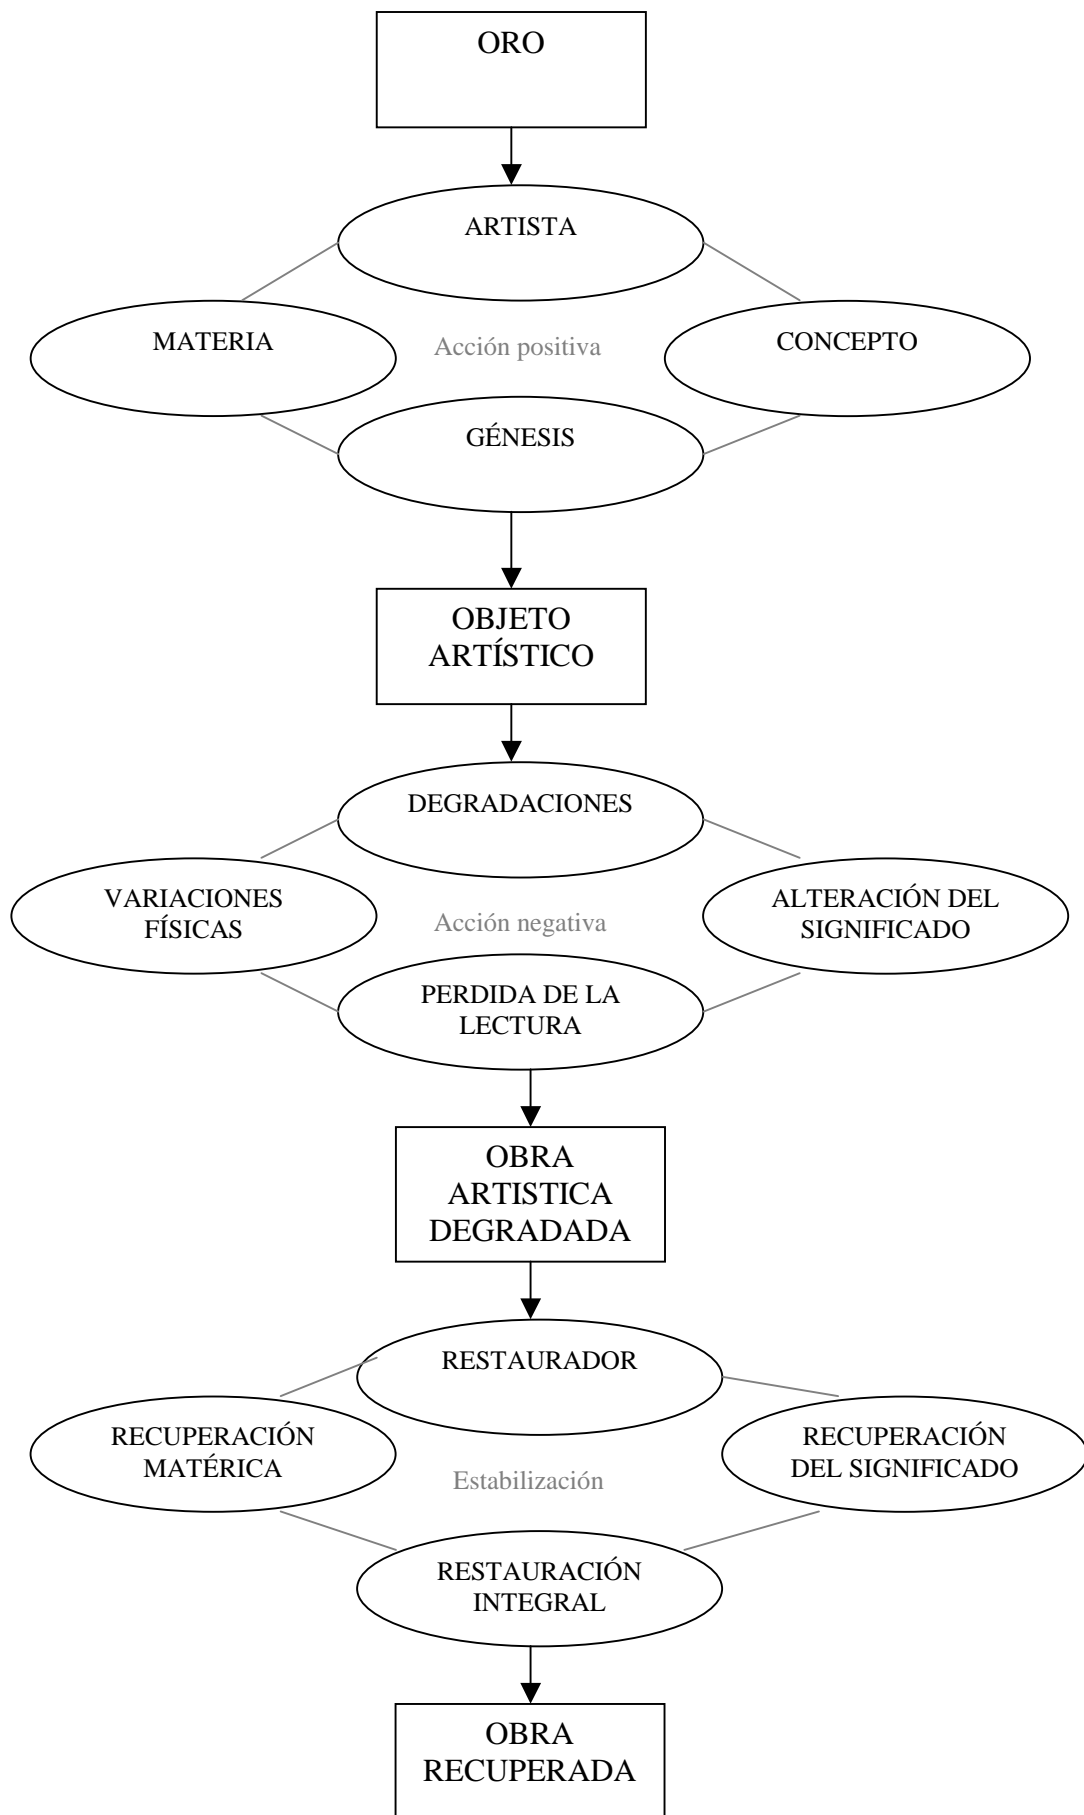 ORO
ARTISTA
MATERIA
Acción positiva
CONCEPTO
GÉNESIS
OBJETO
ARTÍSTICO
DEGRADACIONES
VARIACIONES
FÍSICAS
Acción negativa
ALTERACIÓN DEL
SIGNIFICADO
PERDIDA DE LA
LECTURA
OBRA
ARTISTICA
DEGRADADA
RESTAURADOR
RECUPERACIÓN
MATÉRICA
Estabilización
RECUPERACIÓN
DEL SIGNIFICADO
RESTAURACIÓN
INTEGRAL
OBRA
RECUPERADA